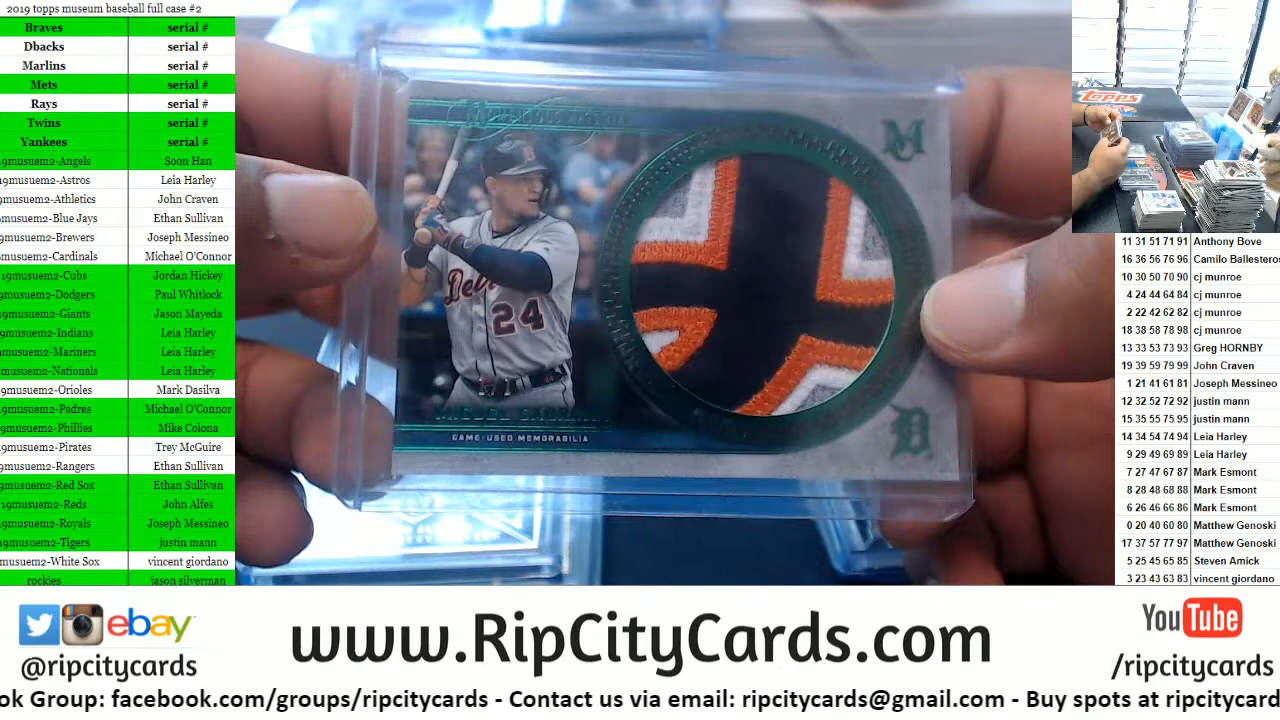 2019 topps museum baseball full case #2
Braves serial #
Dbacks serial #
Marlins serial #
Mets serial #
Rays serial #
Twins serial #
Yankees serial #
19musuem2-Angels Soon Han
19musuem2-Astros Leia Harley
9musuem2-Athletics John Craven
9musuem2-Blue Jays Ethan Sullivan
9musuem2-Brewers Joseph Messineo
9musuem2-Cardinals Michael O'Connor
19musuem2-Cubs Jordan Hickey
9musuem2-Dodgers Paul Whitlock
19musuem2-Giants Jason Mayeda
9musuem2-Indians Leia Harley
9musuem2-Mariners Leia Harley
9musuem2-Nationals Leia Harley
9musuem2-Orioles Mark Dasilva
19musuem2-Padres Michael O'Connor
9musuem2-Phillies Mike Colona
9musuem2-Pirates Trey McGuire
9musuem2-Rangers Ethan Sullivan
9musuem2-Red Sox Ethan Sullivan
19musuem2-Reds John Alfes
19musuem2-Royals Joseph Messineo
19musuem2-Tigers justin mann
musuem2-White Sox vincent giordano
rockies jason silverman
M
Detr
24
GAME-USED MEMORABILIA
D
topps
11 31 51 71 91 Anthony Bove
16 36 56 76 96 Camilo Ballesteros
10 30 50 70 90 cj munroe
4 24 44 64 84 cj munroe
2 22 42 62 82 cj munroe
18 38 58 78 98 cj munroe
13 33 53 73 93 Greg HORNBY
19 39 59 79 99 John Craven
1 21 41 61 81 Joseph Messineo
12 32 52 72 92 justin mann
15 35 55 75 95 justin mann
14 34 54 74 94 Leia Harley
9 29 49 69 89 Leia Harley
7 27 47 67 87 Mark Esmont
8 28 48 68 88 Mark Esmont
6 26 46 66 86 Mark Esmont
0 20 40 60 80 Matthew Genoski
17 37 57 77 97 Matthew Genoski
5 25 45 65 85 Steven Amick
3 23 43 63 83 vincent giordano
ebay
@ripcitycards
www.RipCityCards.com
YouTube
/ripcitycards
ok Group: facebook.com/groups/ripcitycards - Contact us via email: ripcitycards@gmail.com - Buy spots at ripcitycard